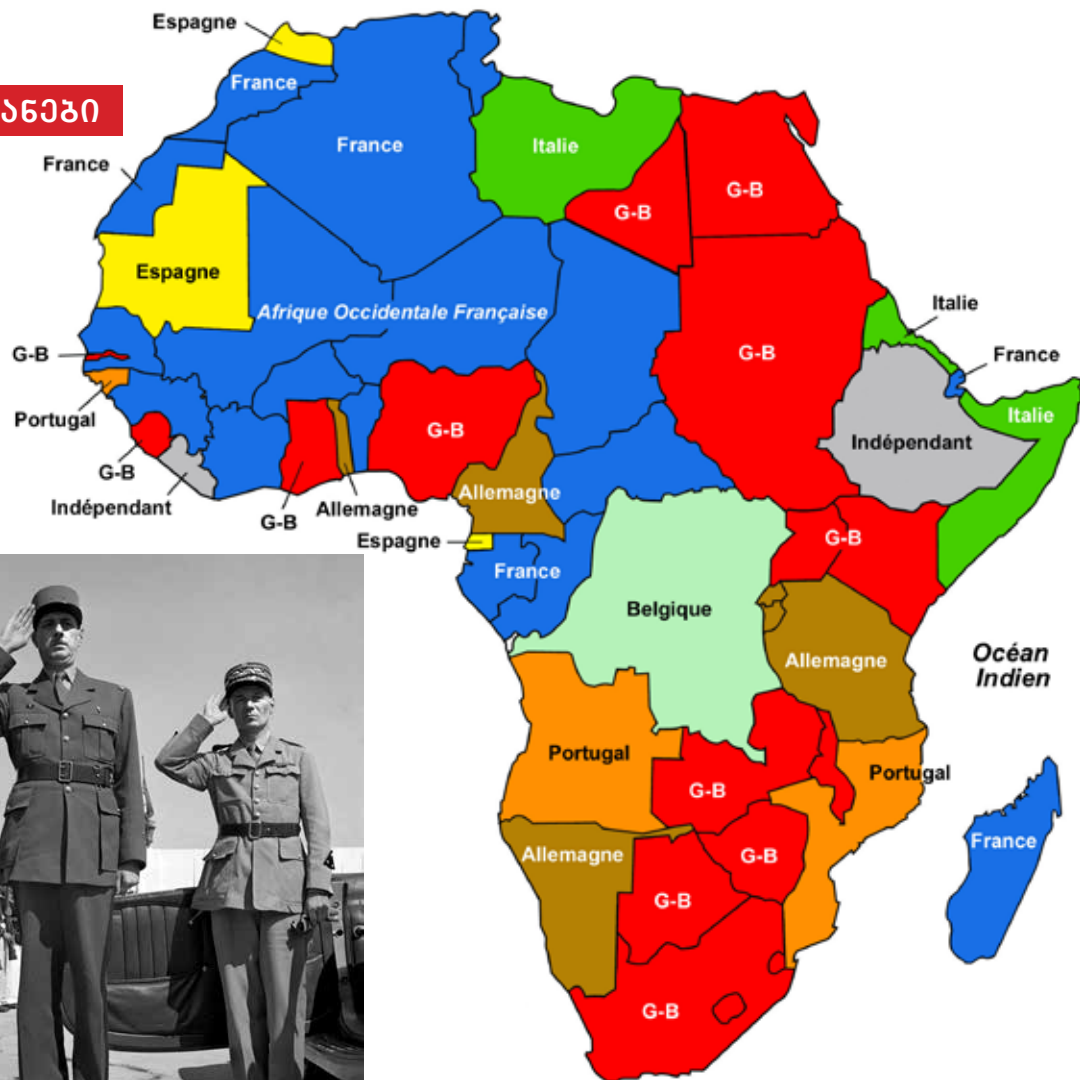 Espagne
France
ანები
France
Italie
France
G-B
G-B
Espagne
Afrique Occidentale Française
Italie
G-B
G-B
France
Portugal
Italie
G-B
Indépendant
G-B
Allemagne
Indépendant
Allemagne
G-B
Espagne
G-B
France
Belgique
Allemagne
Océan
Indien
Portugal
Portugal
G-B
France
Allemagne
G-B
G-B
G-B